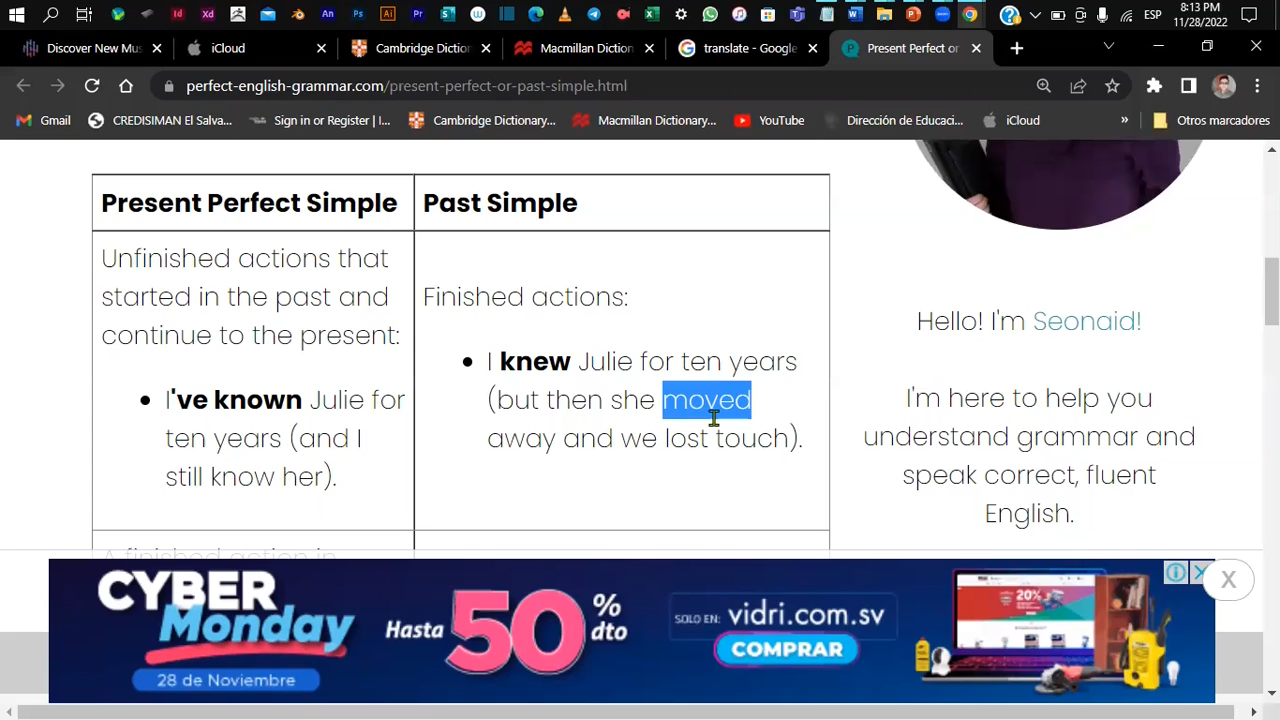 8:13 PM
ESP
11/28/2022
Discover New Mus
iCloud
Cambridge Diction
Macmillan Diction
translate - Google
Present Perfect or
perfect-english-grammar.com/present-perfect-or-past-simple.html
Gmail
CREDISIMAN El Salva...
Sign in or Register | I...
Cambridge Dictionary...
Macmillan Dictionary...
YouTube
Dirección de Educaci...
iCloud
»
Otros marcadores
Present Perfect Simple
Past Simple
Unfinished actions that
started in the past and
continue to the present:
• I've known Julie for
ten years (and I
still know her).
Finished actions:
• I knew Julie for ten years
(but then she moved
away and we lost touch).
A finished action in
Hello! I'm Seonaid!
I'm here to help you
understand grammar and
speak correct, fluent
English.
CYBER
Monday
28 de Noviembre
Hasta 50% dto
SOLO EN: vidri.com.sv
COMPRAR
20%
X